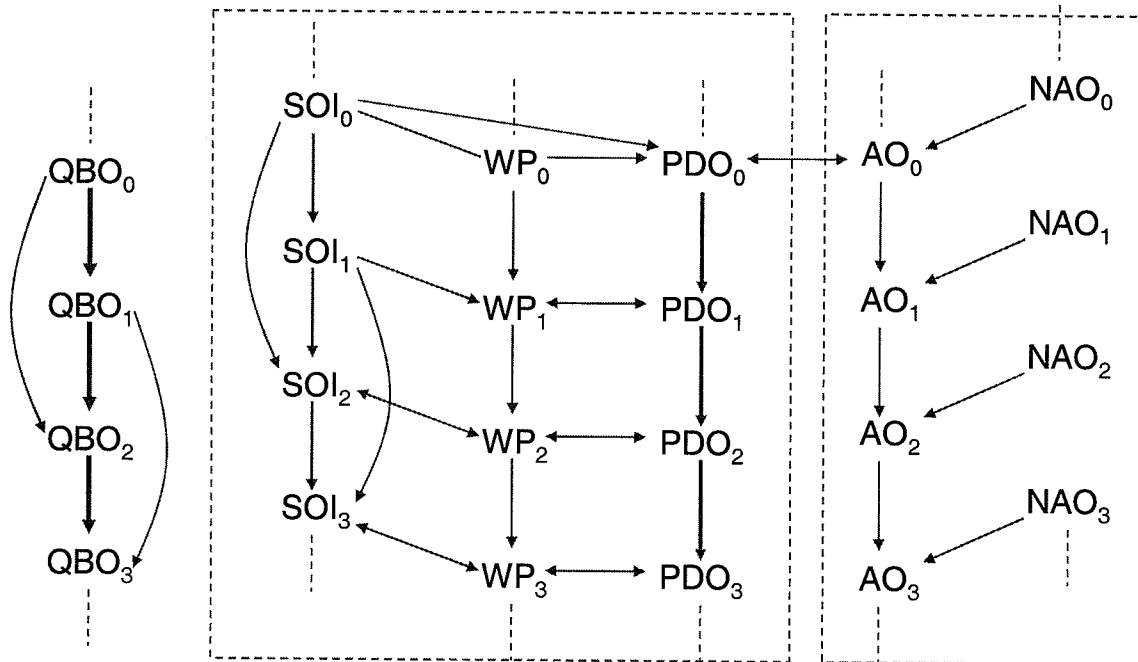 QBO₀
QBO₁
QBO₂
QBO₃
SOI₀
SOI₁
SOI₂
SOI₃
WP₀
WP₁
WP₂
WP₃
PDO₀
PDO₁
PDO₂
PDO₃
AO₀
AO₁
AO₂
AO₃
NAO₀
NAO₁
NAO₂
NAO₃